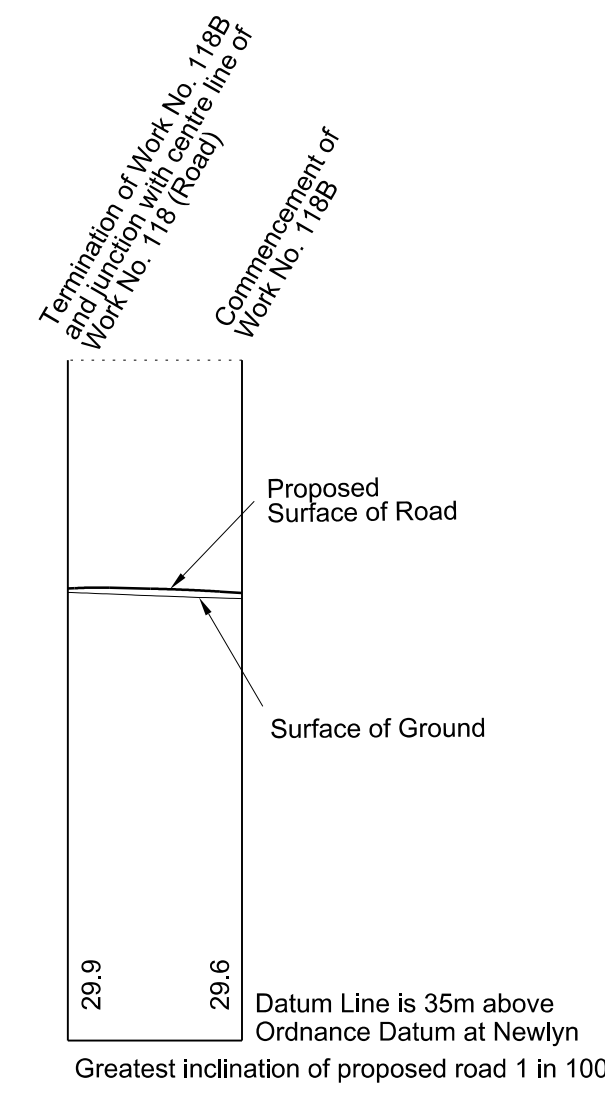 Termination of Work No. 118B
and junction with centre line of
Work No. 118 (Road)
Commencement of
Work No. 118B
Proposed
Surface of Road
Surface of Ground
29.9
29.6
Datum Line is 35m above
Ordnance Datum at Newlyn
Greatest inclination of proposed road 1 in 100